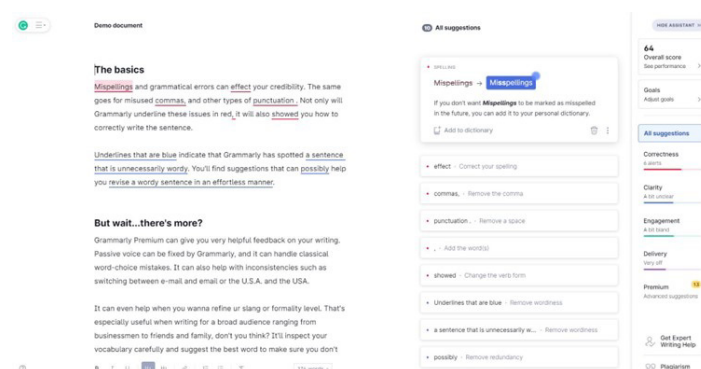 Demo document
The basics
Mispellings and grammatical errors can effect your credibility. The same
goes for misused commas, and other types of punctuation . Not only will
Grammarly underline these issues in red, it will also showed you how to
correctly write the sentence.
Underlines that are blue indicate that Grammarly has spotted a sentence
that is unnecessarily wordy. You'll find suggestions that can possibly help
you revise a wordy sentence in an effortless manner.
But wait...there's more?
Grammarly Premium can give you very helpful feedback on your writing.
Passive voice can be fixed by Grammarly, and it can handle classical
word-choice mistakes. It can also help with inconsistencies such as
switching between e-mail and email or the U.S.A. and the USA.
It can even help when you wanna refine ur slang or formality level. That's
especially useful when writing for a broad audience ranging from
businessmen to friends and family, don't you think? It'll inspect your
vocabulary carefully and suggest the best word to make sure you don't
All suggestions
SPELLING
Mispellings → Misspellings
If you don't want Mispellings to be marked as misspelled
in the future, you can add it to your personal dictionary.
Add to dictionary
effect · Correct your spelling
commas, · Remove the comma
punctuation . · Remove a space
, · Add the word(s)
showed · Change the verb form
Underlines that are blue · Remove wordiness
a sentence that is unnecessarily w... · Remove wordiness
possibly · Remove redundancy
HIDE ASSISTANT
64
Overall score
See performance
Goals
Adjust goals
All suggestions
Correctness
6 alerts
Clarity
A bit unclear
Engagement
A bit bland
Delivery
Very off
Premium
Advanced suggestions
Get Expert
Writing Help
Plagiarism